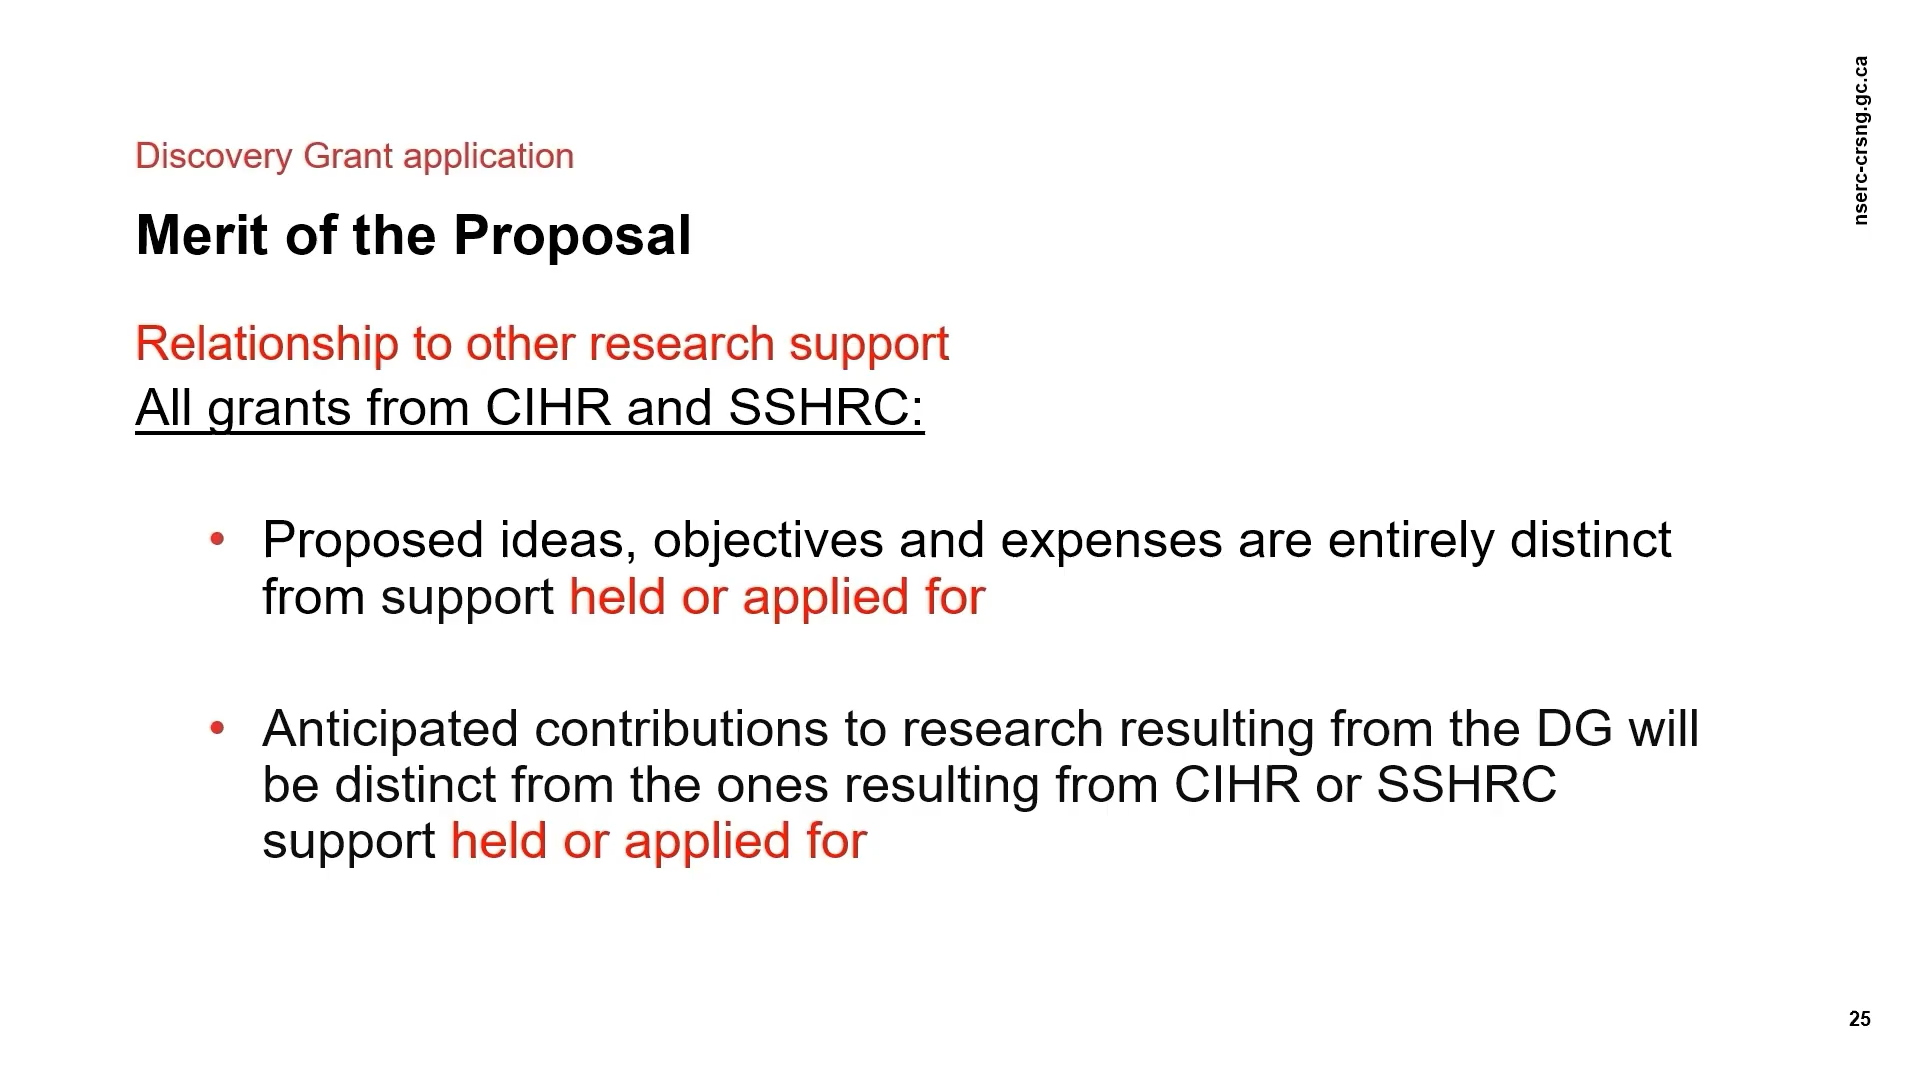 nserc-crsng.gc.ca
Discovery Grant application
Merit of the Proposal
Relationship to other research support
All grants from CIHR and SSHRC:
• Proposed ideas, objectives and expenses are entirely distinct
from support held or applied for
• Anticipated contributions to research resulting from the DG will
be distinct from the ones resulting from CIHR or SSHRC
support held or applied for
25